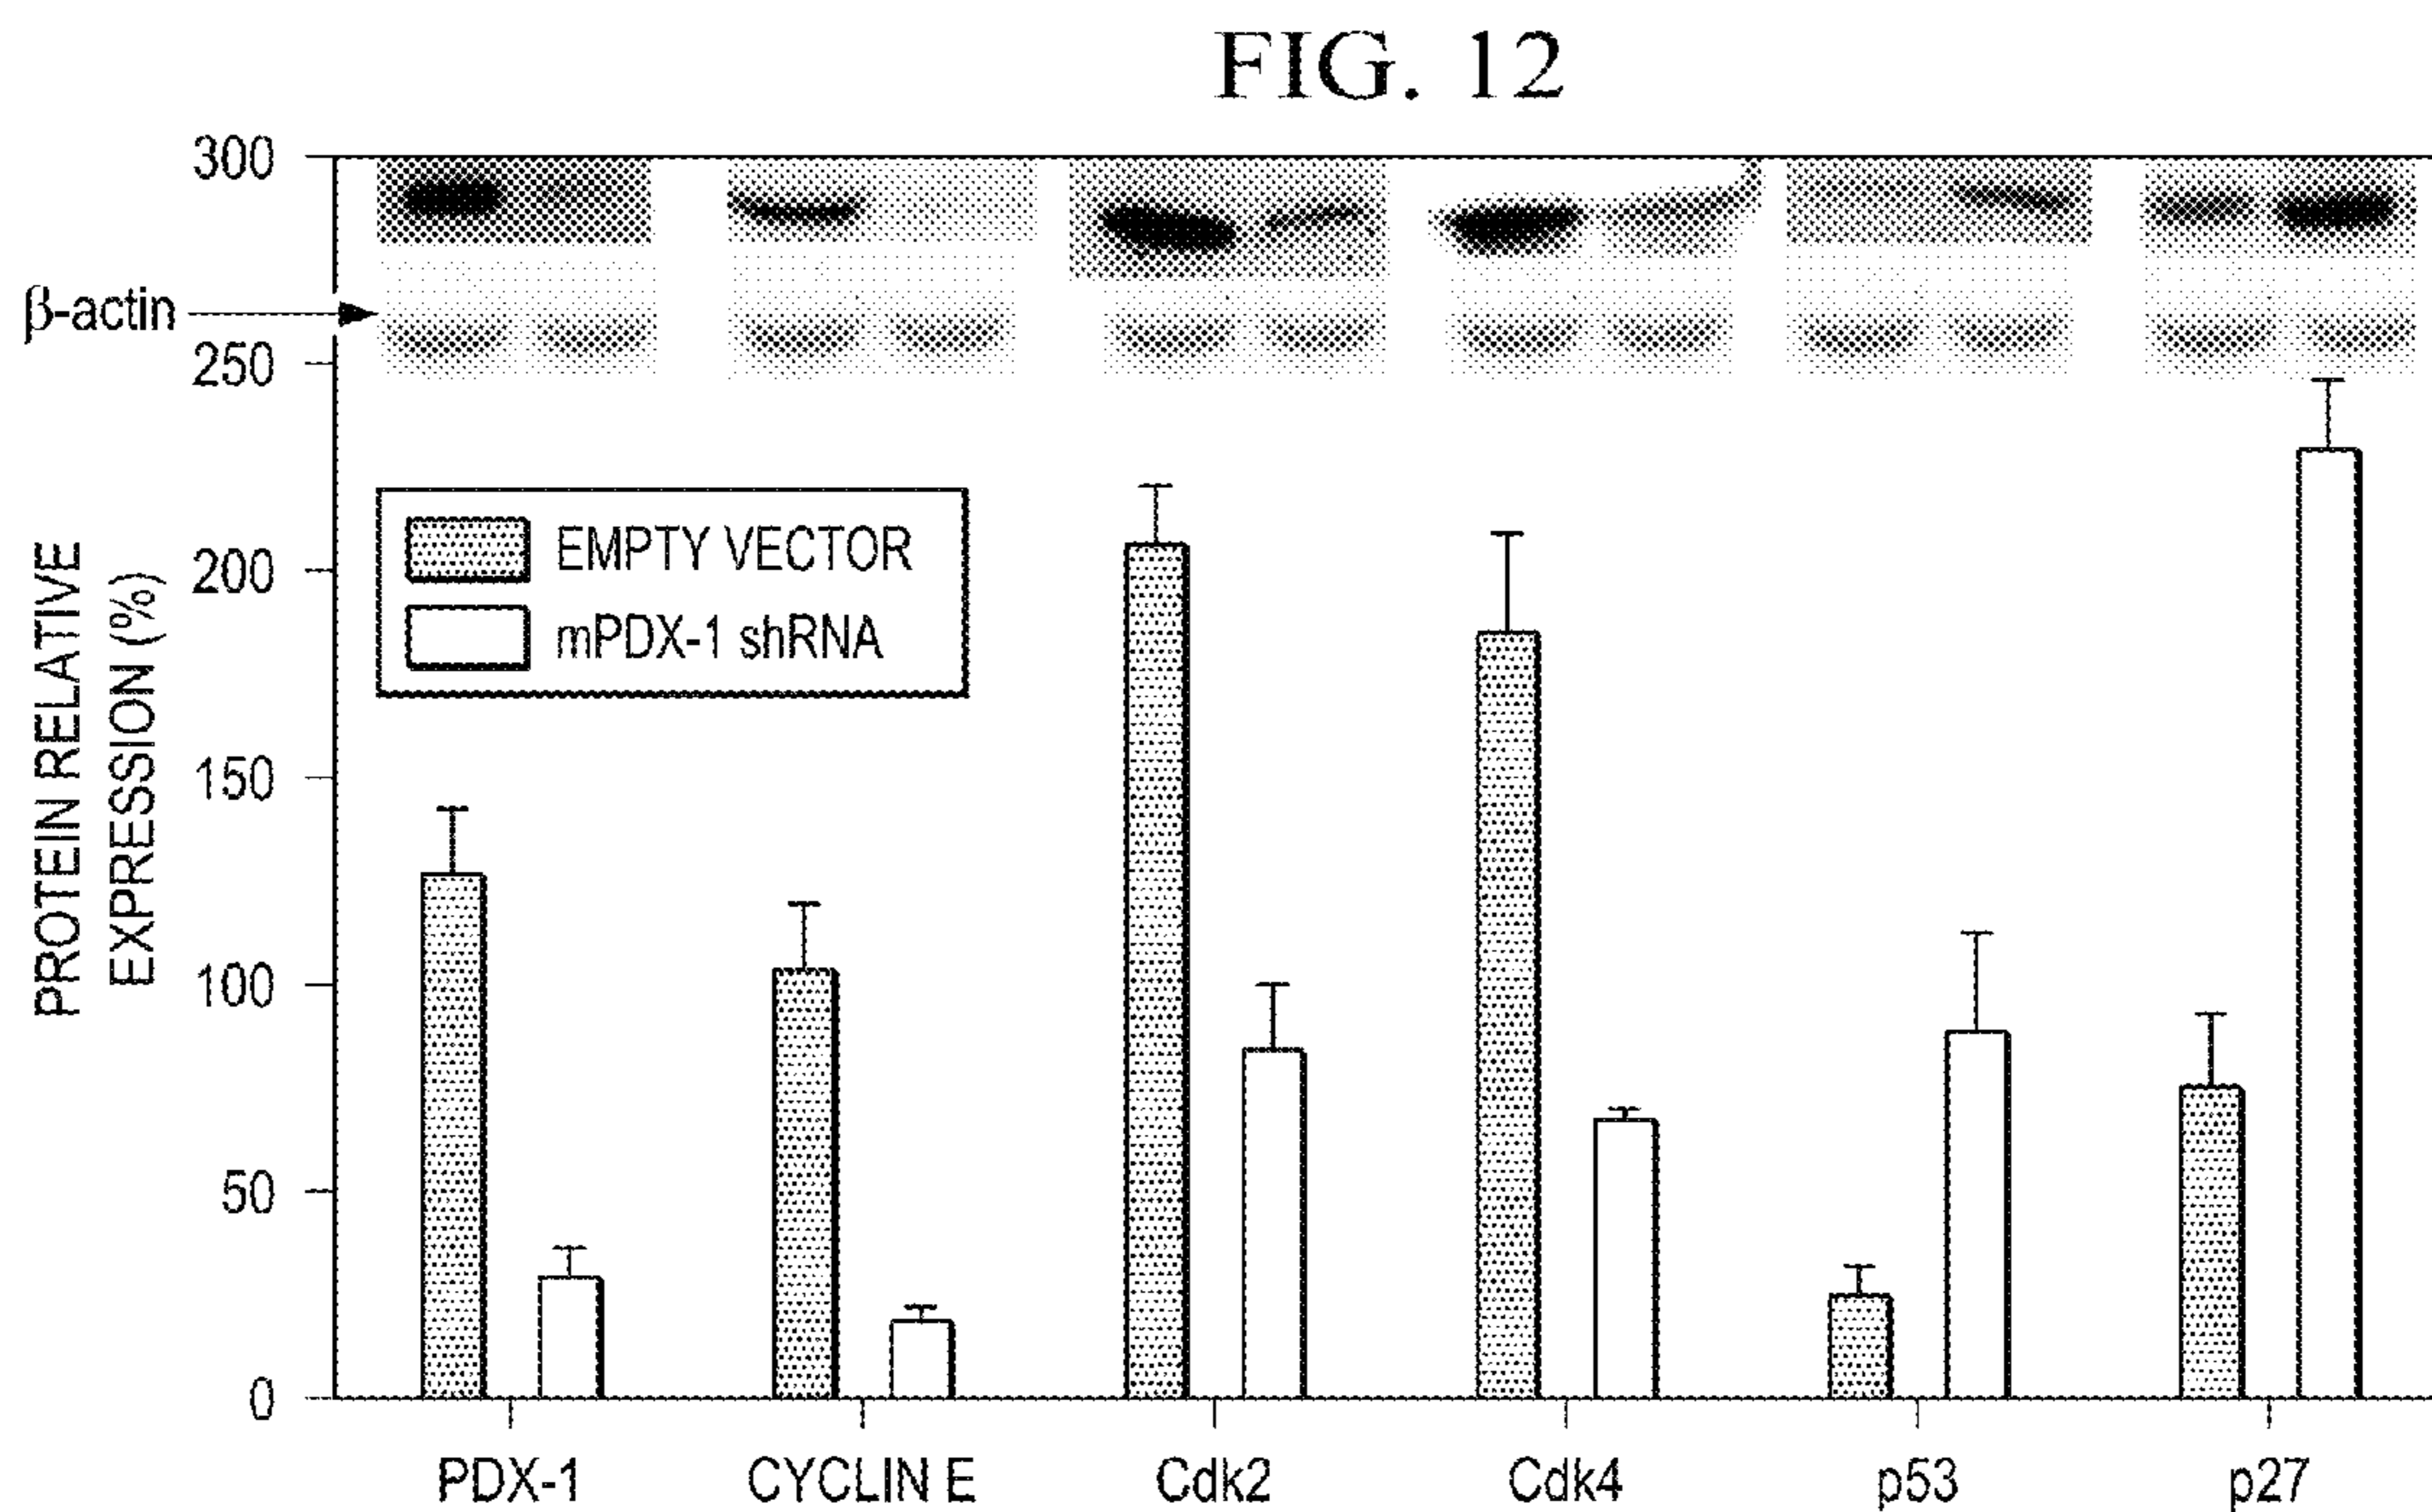 FIG. 12
300
β-actin
250
200
150
100
50
0
PROTEIN RELATIVE
EXPRESSION (%)
EMPTY VECTOR
mPDX-1 shRNA
PDX-1 CYCLIN E Cdk2 Cdk4 p53 p27